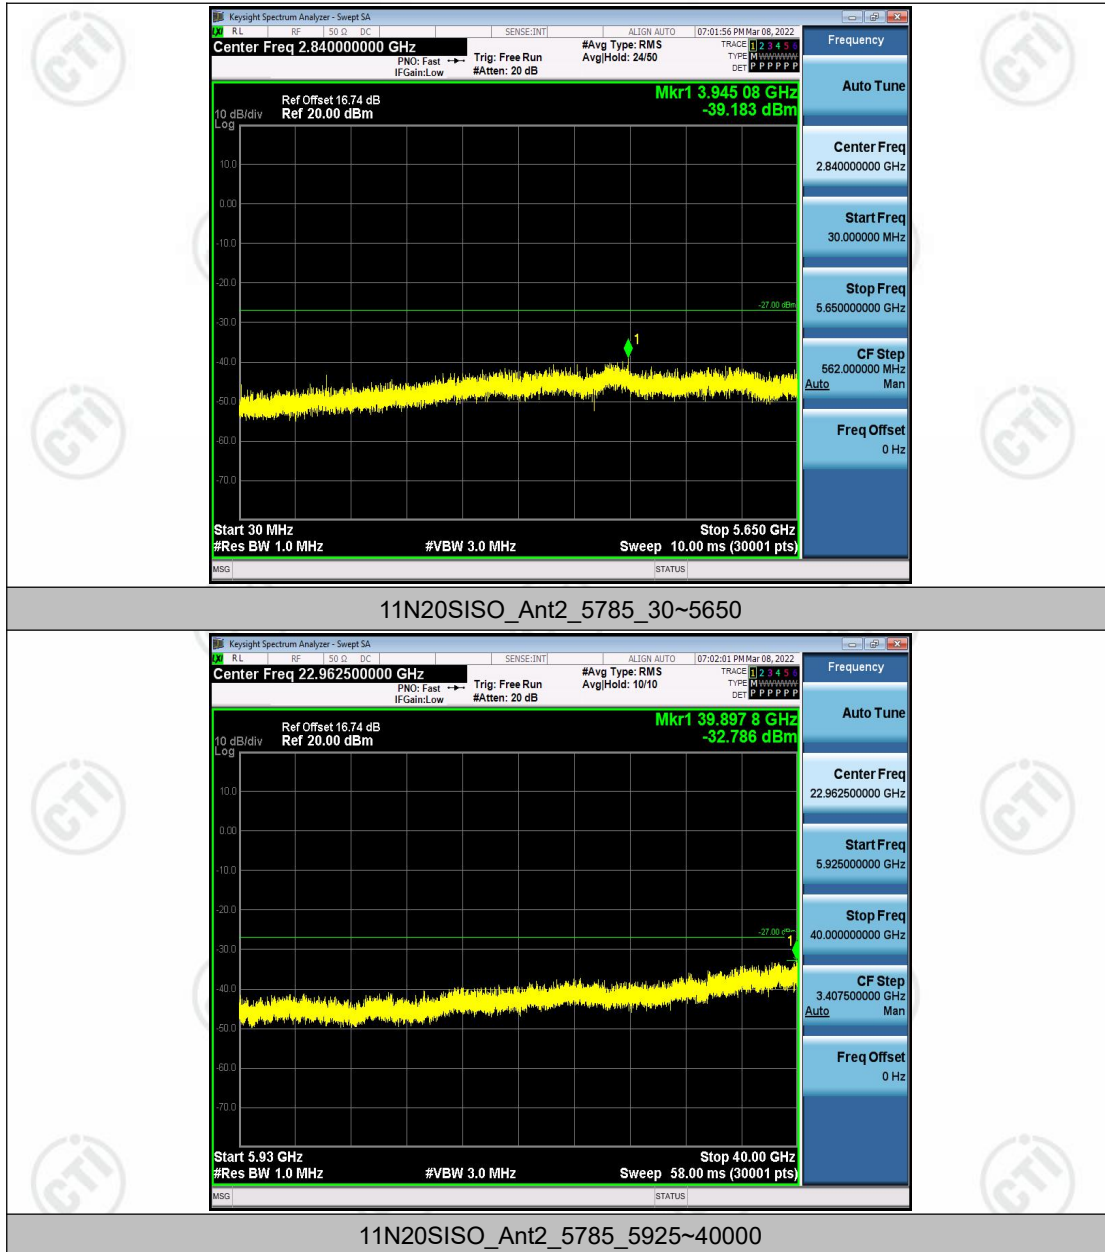 Keysight Spectrum Analyzer - Swept SA
RL RF 50 Ω DC SENSE:INT ALIGN AUTO 07:01:56 PM Mar 08, 2022
Center Freq 2.840000000 GHz
PNO: Fast
IFGain:Low
Trig: Free Run
#Atten: 20 dB
#Avg Type: RMS
Avg|Hold: 24/50
TRACE 1 2 3 4 5 6
TYPE M WWWWW
DET P P P P P P
Frequency
Mkr1 3.945 08 GHz
-39.183 dBm
Ref Offset 16.74 dB
10 dB/div Ref 20.00 dBm
Log
10.0
0.00
-10.0
-20.0
-27.00 dBm
-30.0
1
-40.0
-50.0
-60.0
-70.0
Start 30 MHz Stop 5.650 GHz
#Res BW 1.0 MHz #VBW 3.0 MHz Sweep 10.00 ms (30001 pts)
MSG STATUS
Auto Tune
Center Freq
2.840000000 GHz
Start Freq
30.000000 MHz
Stop Freq
5.650000000 GHz
CF Step
562.000000 MHz
Auto Man
Freq Offset
0 Hz
11N20SISO_Ant2_5785_30~5650
Keysight Spectrum Analyzer - Swept SA
RL RF 50 Ω DC SENSE:INT ALIGN AUTO 07:02:01 PM Mar 08, 2022
Center Freq 22.962500000 GHz
PNO: Fast
IFGain:Low
Trig: Free Run
#Atten: 20 dB
#Avg Type: RMS
Avg|Hold: 10/10
TRACE 1 2 3 4 5 6
TYPE M WWWWW
DET P P P P P P
Frequency
Mkr1 39.897 8 GHz
-32.786 dBm
Ref Offset 16.74 dB
10 dB/div Ref 20.00 dBm
Log
10.0
0.00
-10.0
-20.0
-27.00 dBm
1
-30.0
-40.0
-50.0
-60.0
-70.0
Start 5.93 GHz Stop 40.00 GHz
#Res BW 1.0 MHz #VBW 3.0 MHz Sweep 58.00 ms (30001 pts)
MSG STATUS
Auto Tune
Center Freq
22.962500000 GHz
Start Freq
5.925000000 GHz
Stop Freq
40.000000000 GHz
CF Step
3.407500000 GHz
Auto Man
Freq Offset
0 Hz
11N20SISO_Ant2_5785_5925~40000
CTI
CTI
CTI
CTI
CTI
CTI
CTI
CTI